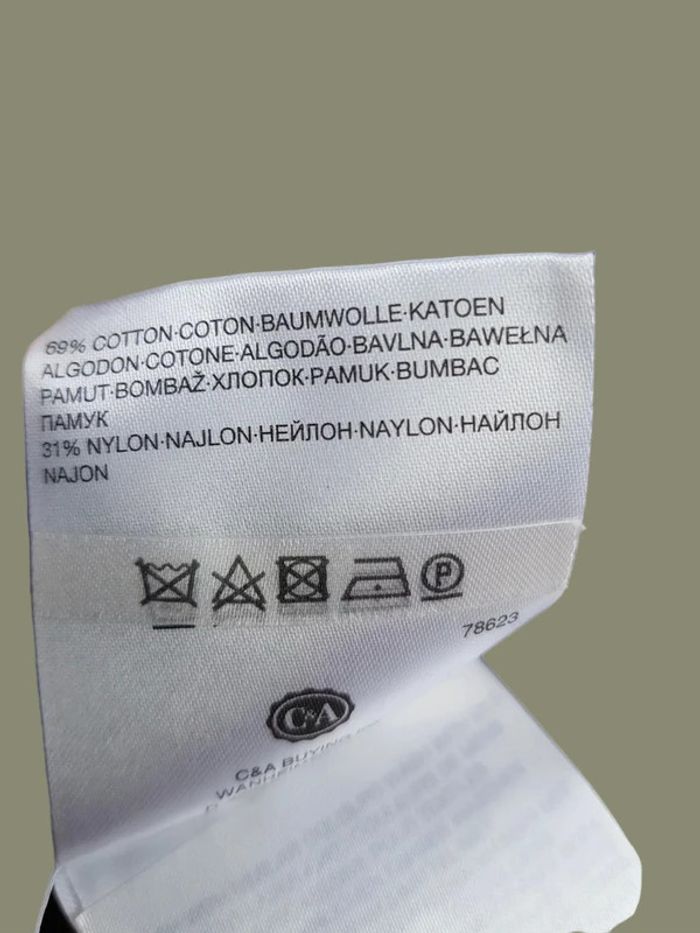 69% COTTON·COTON·BAUMWOLLE·KATOEN
ALGODON·COTONE·ALGODÃO·BAVLNA·BAWEŁNA
PAMUT·BOMBAŽ·ХЛОПОК·PAMUK·BUMBAC
ПАМУК
31% NYLON·NAJLON·НЕЙЛОН·NAYLON·НАЙЛОН
NAJON
P
78623
C&A
C&A BUYING